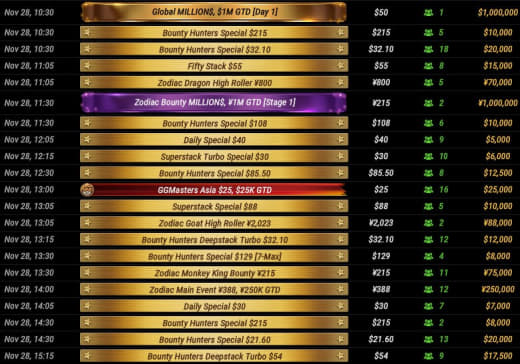 Nov 28, 10:30 Global MILLION$, $1M GTD [Day 1] $50 1 $1,000,000
Nov 28, 10:30 Bounty Hunters Special $215 $215 5 $10,000
Nov 28, 10:30 Bounty Hunters Special $32.10 $32.10 18 $20,000
Nov 28, 11:05 Fifty Stack $55 $55 8 $15,000
Nov 28, 11:05 Zodiac Dragon High Roller ¥800 ¥800 5 ¥70,000
Nov 28, 11:30 Zodiac Bounty MILLION$, ¥1M GTD [Stage 1] ¥215 2 ¥1,000,000
Nov 28, 11:30 Bounty Hunters Special $108 $108 6 $10,000
Nov 28, 12:05 Daily Special $40 $40 9 $5,000
Nov 28, 12:15 Superstack Turbo Special $30 $30 10 $6,000
Nov 28, 12:30 Bounty Hunters Special $85.50 $85.50 8 $12,500
Nov 28, 13:00 GGMasters Asia $25, $25K GTD $25 16 $25,000
Nov 28, 13:05 Superstack Special $88 $88 5 $10,000
Nov 28, 13:05 Zodiac Goat High Roller ¥2,023 ¥2,023 2 ¥88,000
Nov 28, 13:15 Bounty Hunters Deepstack Turbo $32.10 $32.10 12 $12,000
Nov 28, 13:30 Bounty Hunters Special $129 [7-Max] $129 4 $8,000
Nov 28, 13:30 Zodiac Monkey King Bounty ¥215 ¥215 11 ¥75,000
Nov 28, 14:00 Zodiac Main Event ¥388, ¥250K GTD ¥388 12 ¥250,000
Nov 28, 14:05 Daily Special $30 $30 7 $7,000
Nov 28, 14:30 Bounty Hunters Special $215 $215 2 $8,000
Nov 28, 14:30 Bounty Hunters Special $21.60 $21.60 13 $20,000
Nov 28, 15:15 Bounty Hunters Deepstack Turbo $54 $54 9 $17,500